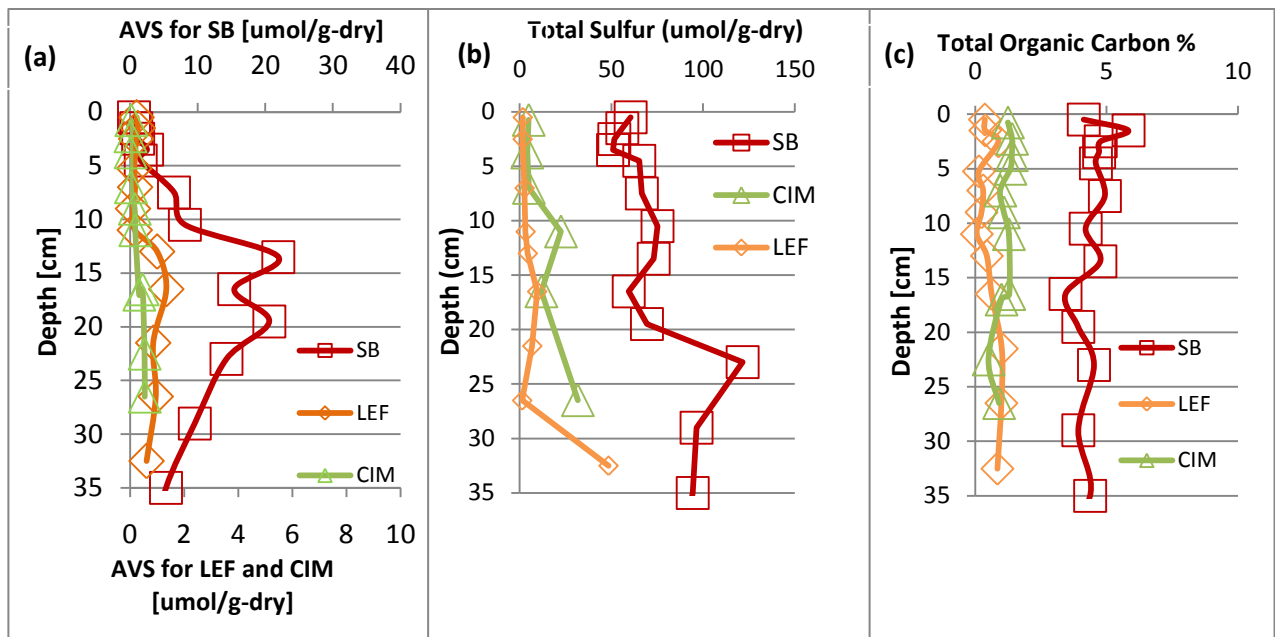 AVS for SB [umol/g-dry]
(a)
0 10 20 30 40
Depth [cm]
0
5
10
15
20
25
30
35
SB
LEF
CIM
0 2 4 6 8 10
AVS for LEF and CIM
[umol/g-dry]
Total Sulfur (umol/g-dry)
(b)
0 50 100 150
Depth (cm)
0
5
10
15
20
25
30
35
SB
CIM
LEF
Total Organic Carbon %
(c)
0 5 10
Depth [cm]
0
5
10
15
20
25
30
35
SB
LEF
CIM